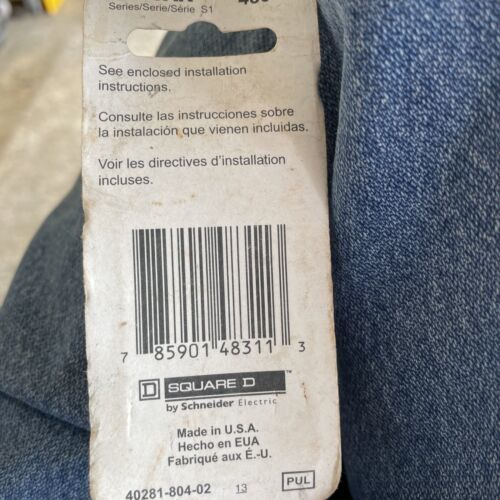 Series/Serie/Série S1
See enclosed installation
instructions.
Consulte las instrucciones sobre
la instalación que vienen incluidas.
Voir les directives d'installation
incluses.
7 85901 48311 3
D SQUARE D™
by Schneider Electric
Made in U.S.A.
Hecho en EUA
Fabriqué aux É.-U.
40281-804-02 13 PUL